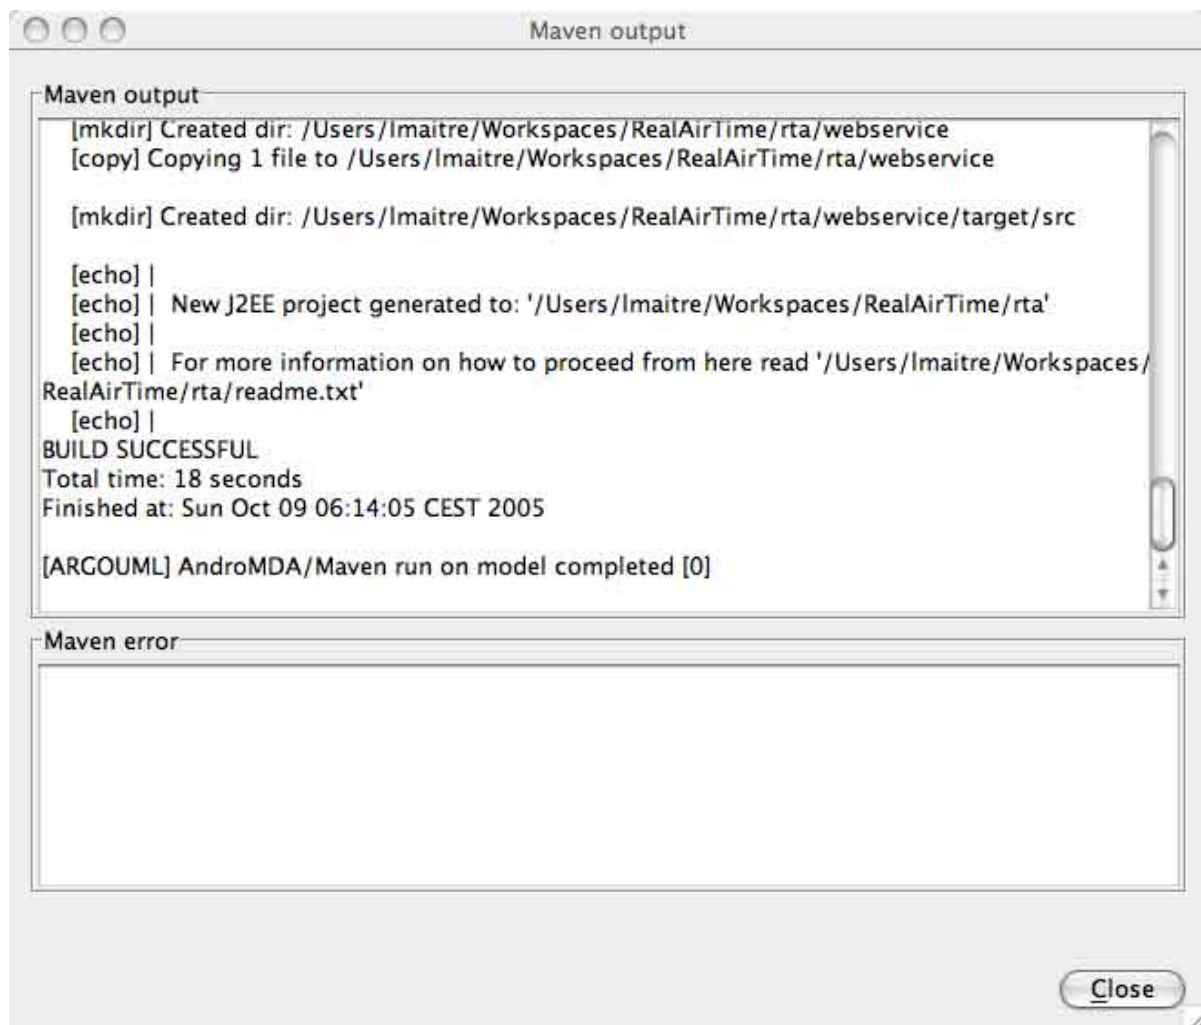 Maven output
Maven output
[mkdir] Created dir: /Users/lmaitre/Workspaces/RealAirTime/rta/webservice
[copy] Copying 1 file to /Users/lmaitre/Workspaces/RealAirTime/rta/webservice
[mkdir] Created dir: /Users/lmaitre/Workspaces/RealAirTime/rta/webservice/target/src
[echo] |
[echo] | New J2EE project generated to: '/Users/lmaitre/Workspaces/RealAirTime/rta'
[echo] |
[echo] | For more information on how to proceed from here read '/Users/lmaitre/Workspaces/
RealAirTime/rta/readme.txt'
[echo] |
BUILD SUCCESSFUL
Total time: 18 seconds
Finished at: Sun Oct 09 06:14:05 CEST 2005
[ARGOUML] AndroMDA/Maven run on model completed [0]
Maven error
Close